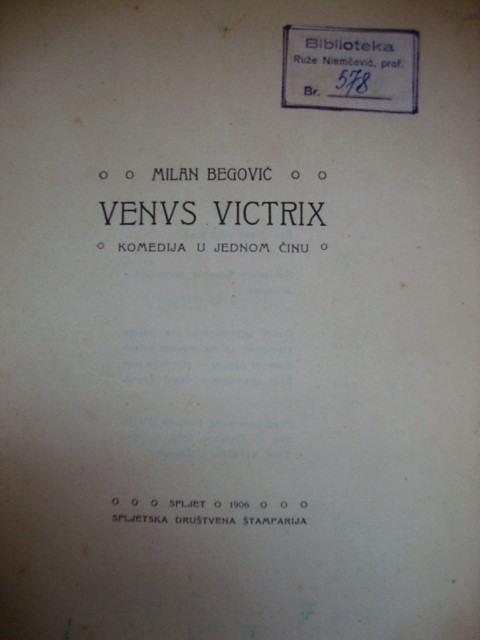 Biblioteka
Ruže Niemčević, prof.
Br. 578
MILAN BEGOVIĆ
VENVS VICTRIX
KOMEDIJA U JEDNOM ČINU
SPLJET o 1906
SPLJETSKA DRUŠTVENA ŠTAMPARIJA